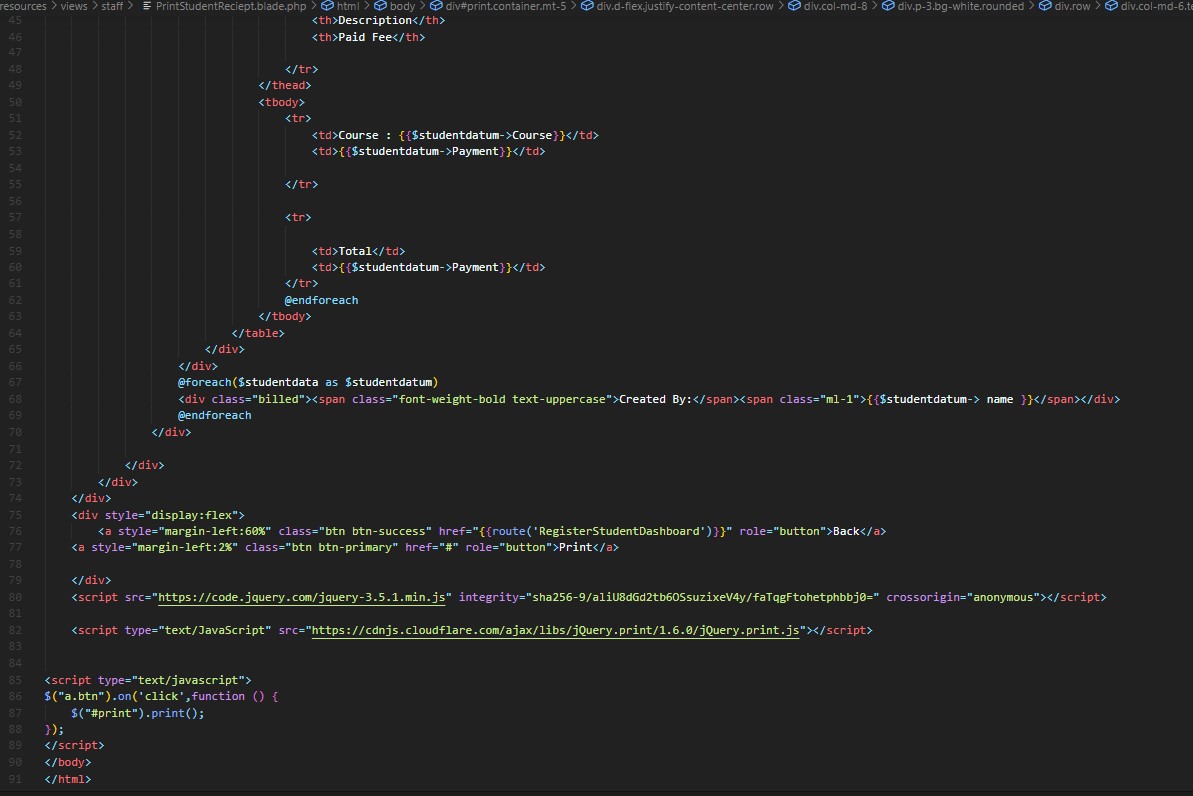 resources > views > staff > PrintStudentReciept.blade.php > html > body > div#print.container.mt-5 > div.d-flex.justify-content-center.row > div.col-md-8 > div.p-3.bg-white.rounded > div.row > div.col-md-6.te
45 <th>Description</th>
46 <th>Paid Fee</th>
47
48 </tr>
49 </thead>
50 <tbody>
51 <tr>
52 <td>Course : {{$studentdatum->Course}}</td>
53 <td>{{$studentdatum->Payment}}</td>
54
55 </tr>
56
57 <tr>
58
59 <td>Total</td>
60 <td>{{$studentdatum->Payment}}</td>
61 </tr>
62 @endforeach
63 </tbody>
64 </table>
65 </div>
66 </div>
67 @foreach($studentdata as $studentdatum)
68 <div class="billed"><span class="font-weight-bold text-uppercase">Created By:</span><span class="ml-1">{{$studentdatum-> name }}</span></div>
69 @endforeach
70 </div>
71
72 </div>
73 </div>
74 </div>
75 <div style="display:flex">
76 <a style="margin-left:60%" class="btn btn-success" href="{{route('RegisterStudentDashboard')}}" role="button">Back</a>
77 <a style="margin-left:2%" class="btn btn-primary" href="#" role="button">Print</a>
78
79 </div>
80 <script src="https://code.jquery.com/jquery-3.5.1.min.js" integrity="sha256-9/aliU8dGd2tb6OSsuzixeV4y/faTqgFtohetphbbj0=" crossorigin="anonymous"></script>
81
82 <script type="text/JavaScript" src="https://cdnjs.cloudflare.com/ajax/libs/jQuery.print/1.6.0/jQuery.print.js"></script>
83
84
85 <script type="text/javascript">
86 $("a.btn").on('click',function () {
87 $("#print").print();
88 });
89 </script>
90 </body>
91 </html>